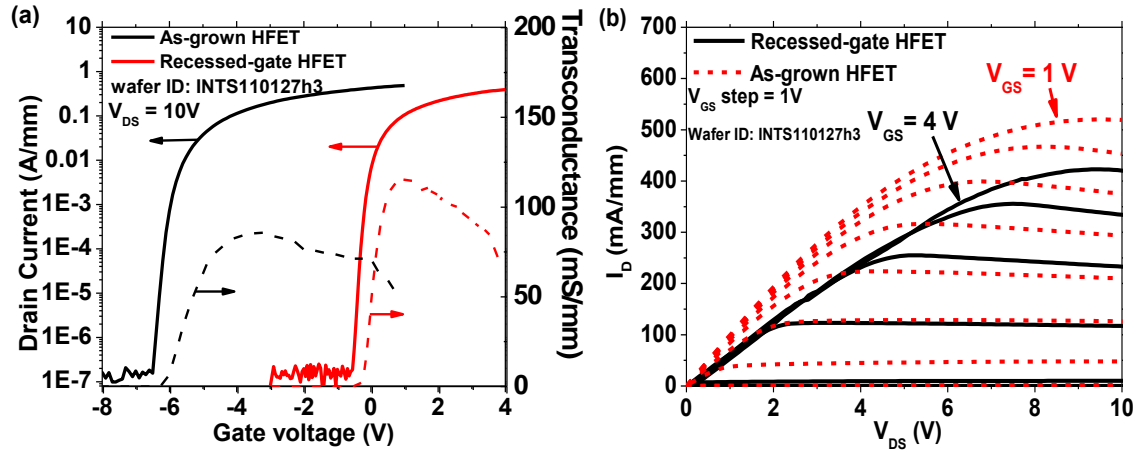 (a)
As-grown HFET
Recessed-gate HFET
wafer ID: INTS110127h3
V_DS = 10V
Drain Current (A/mm)
10
1
0.1
0.01
1E-3
1E-4
1E-5
1E-6
1E-7
-8 -6 -4 -2 0 2 4
Gate voltage (V)
200
150
100
50
0
Transconductance (mS/mm)
(b)
Recessed-gate HFET
As-grown HFET
V_GS step = 1V
Wafer ID: INTS110127h3
V_GS = 1 V
V_GS = 4 V
I_D (mA/mm)
700
600
500
400
300
200
100
0
0 2 4 6 8 10
V_DS (V)